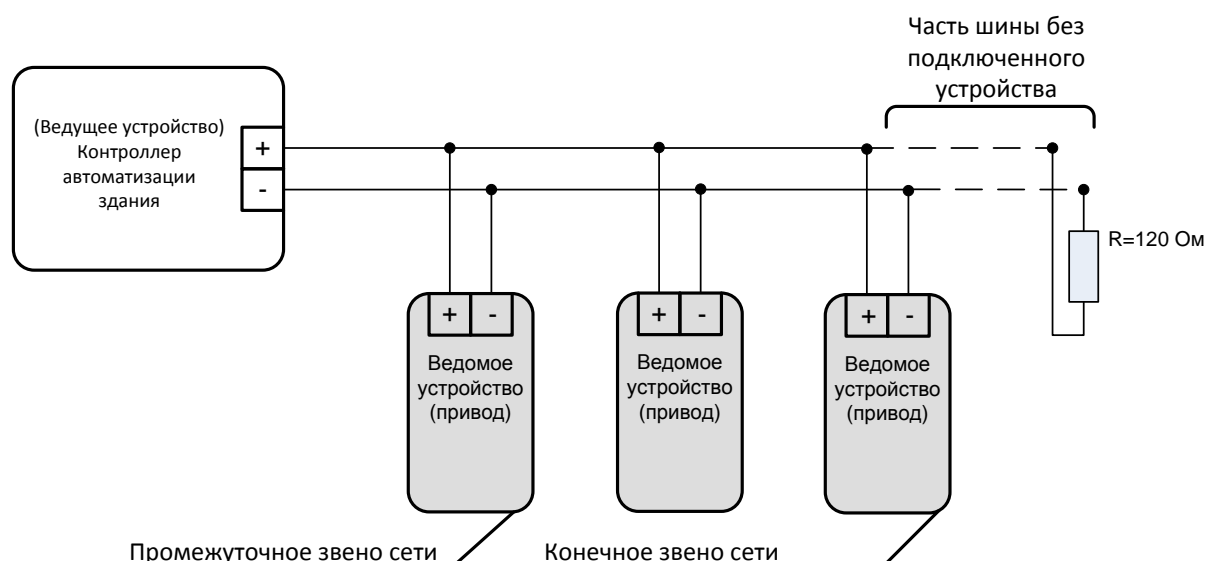 Часть шины без
подключенного
устройства
(Ведущее устройство)
Контроллер
автоматизации
здания
+
-
R=120 Ом
+ -
Ведомое
устройство
(привод)
+ -
Ведомое
устройство
(привод)
+ -
Ведомое
устройство
(привод)
Промежуточное звено сети
Конечное звено сети